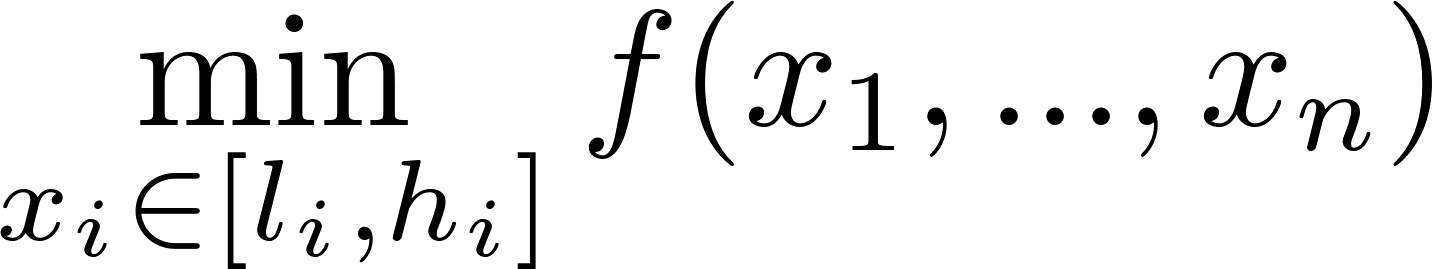 min f(x₁, ..., xₙ)
xᵢ∈[lᵢ,hᵢ]